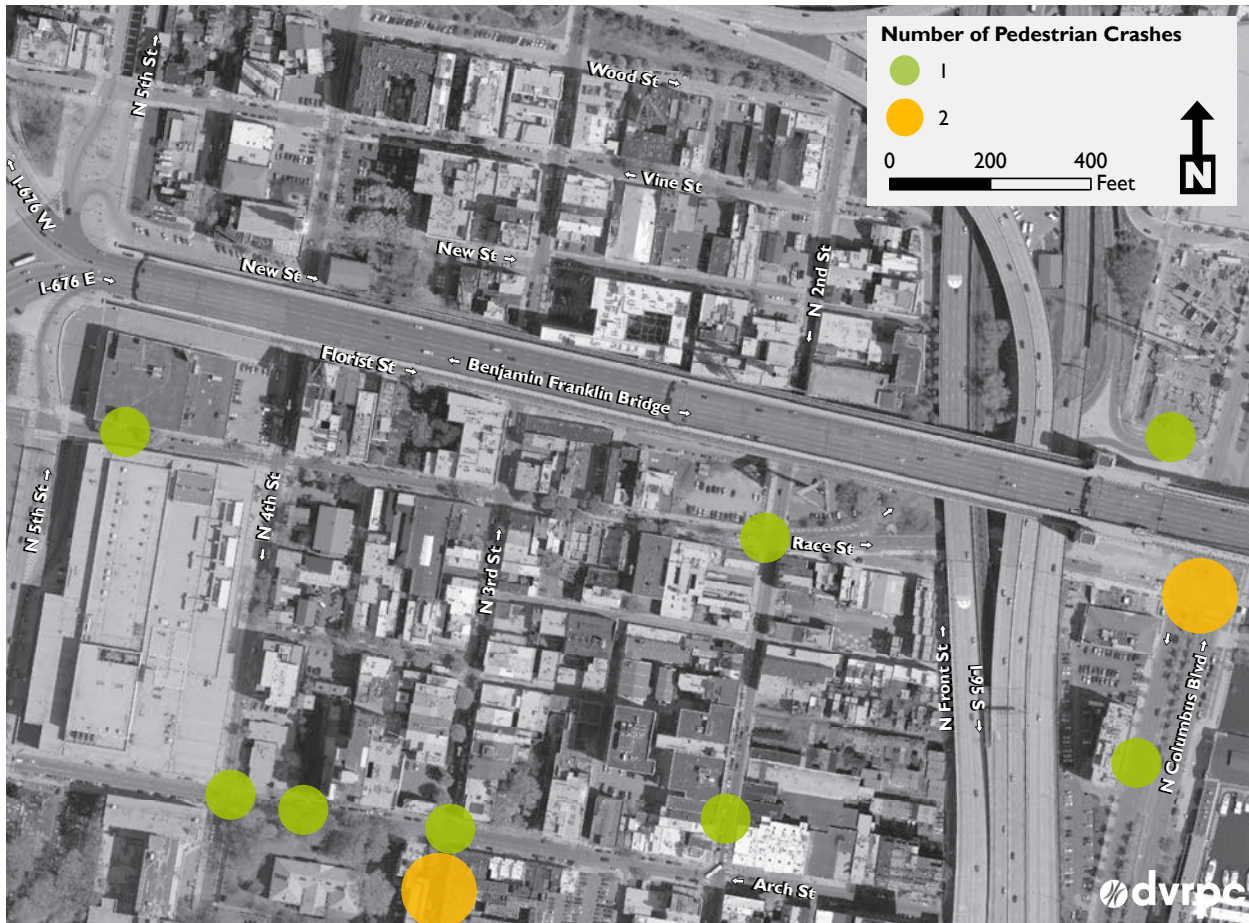 Number of Pedestrian Crashes
1
2
0 200 400
Feet
N
N 5th St
Wood St
I-676 W
Vine St
New St
New St
N 2nd St
I-676 E
Florist St
Benjamin Franklin Bridge
N 5th St
N 4th St
N 3rd St
Race St
N Front St
I-95 S
N Columbus Blvd
Arch St
dvrpc